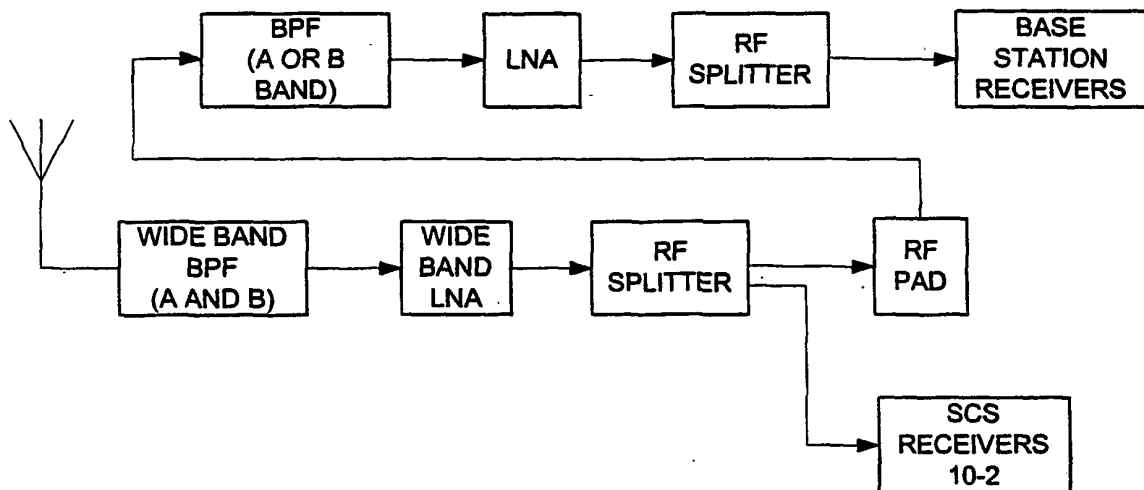 BPF
(A OR B
BAND)
LNA
RF
SPLITTER
BASE
STATION
RECEIVERS
WIDE BAND
BPF
(A AND B)
WIDE
BAND
LNA
RF
SPLITTER
RF
PAD
SCS
RECEIVERS
10-2